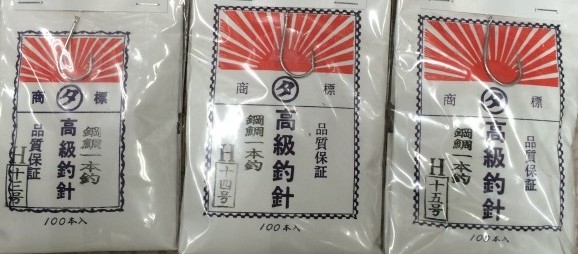 商 タ 標
高級釣針
品質保証
鋼鯛一本釣
H十三号
100本入
商 タ 標
品質保証
高級釣針
鋼鯛一本釣
H十四号
100本入
商 タ 標
品質保証
高級釣針
鋼鯛一本釣
H十五号
100本入